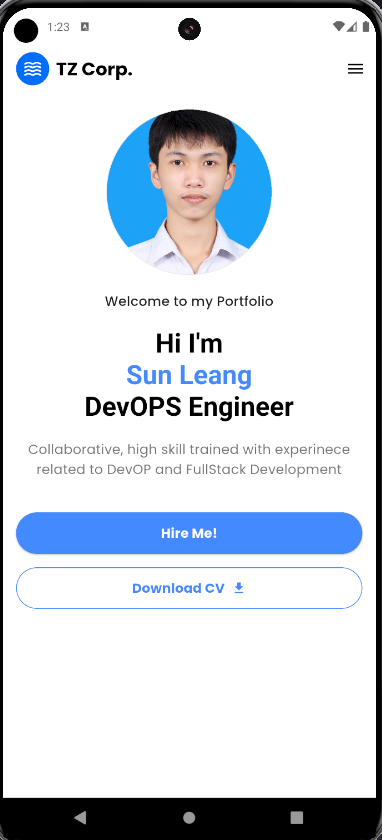 1:23
TZ Corp.
Welcome to my Portfolio
Hi I'm
Sun Leang
DevOPS Engineer
Collaborative, high skill trained with experinece
related to DevOP and FullStack Development
Hire Me!
Download CV